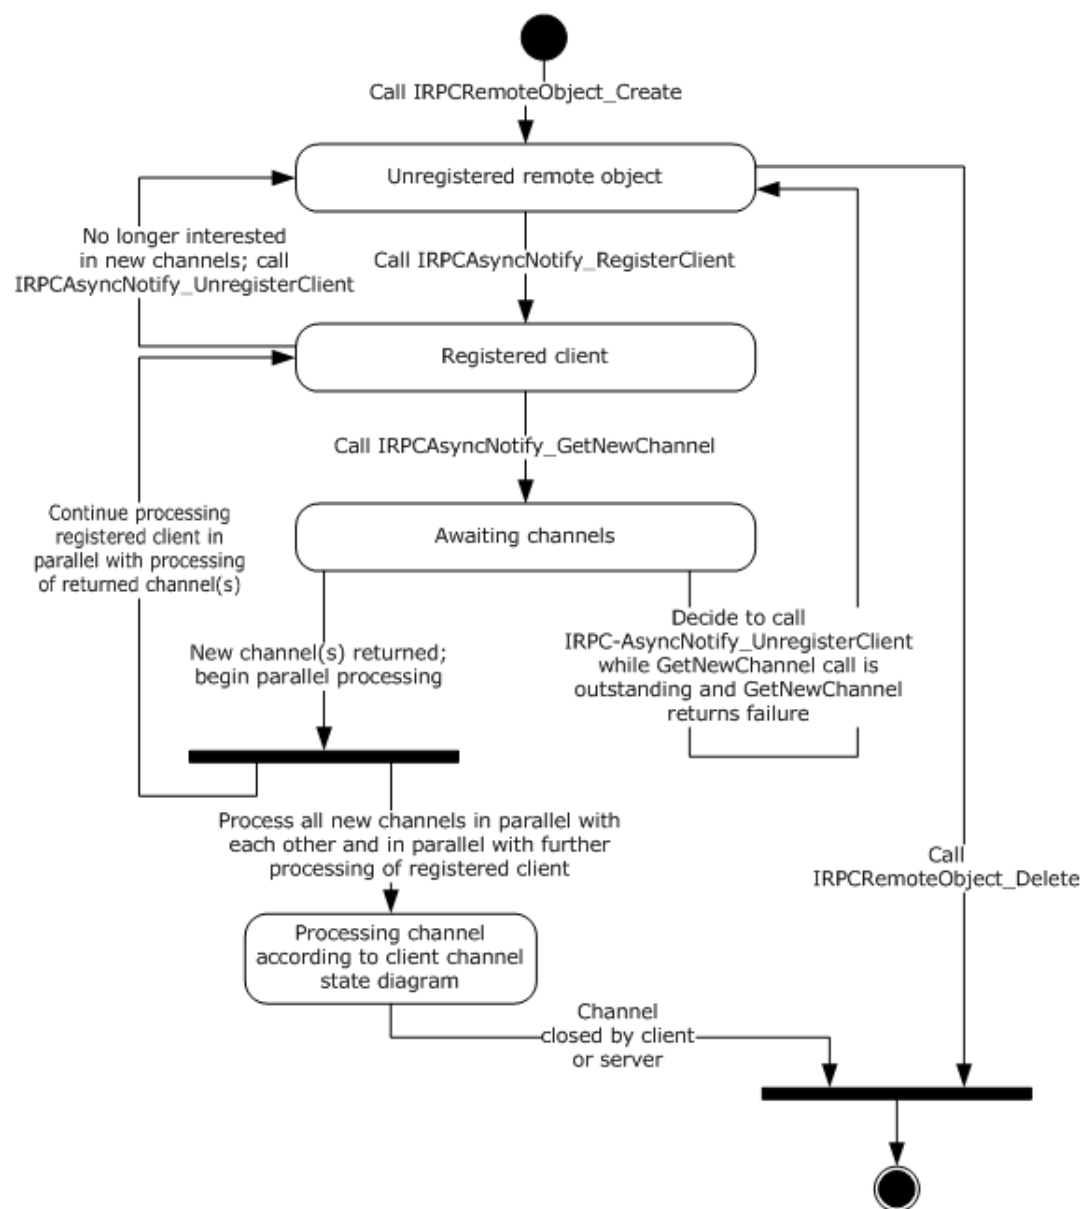 Call IRPCRemoteObject_Create
Unregistered remote object
No longer interested
in new channels; call
IRPCAsyncNotify_UnregisterClient
Call IRPCAsyncNotify_RegisterClient
Registered client
Call IRPCAsyncNotify_GetNewChannel
Continue processing
registered client in
parallel with processing
of returned channel(s)
Awaiting channels
New channel(s) returned;
begin parallel processing
Decide to call
IRPC-AsyncNotify_UnregisterClient
while GetNewChannel call is
outstanding and GetNewChannel
returns failure
Process all new channels in parallel with
each other and in parallel with further
processing of registered client
Call
IRPCRemoteObject_Delete
Processing channel
according to client channel
state diagram
Channel
closed by client
or server